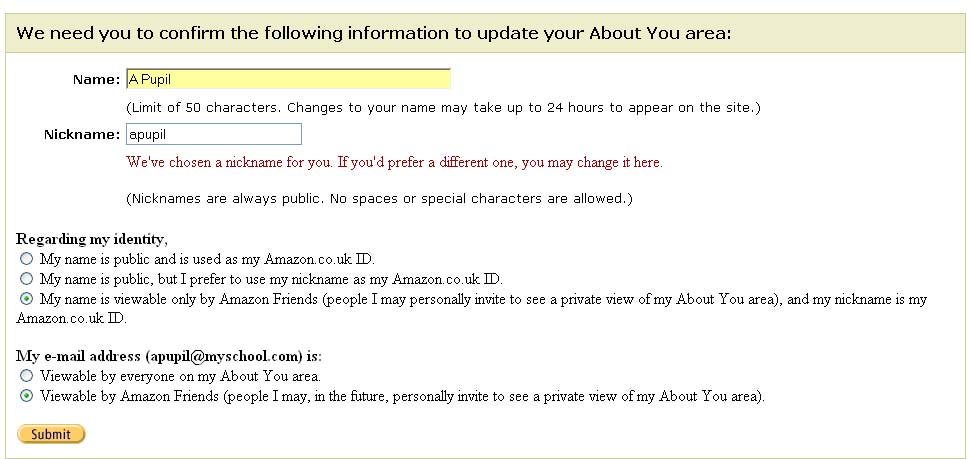 We need you to confirm the following information to update your About You area:
Name: A Pupil
(Limit of 50 characters. Changes to your name may take up to 24 hours to appear on the site.)
Nickname: apupil
We've chosen a nickname for you. If you'd prefer a different one, you may change it here.
(Nicknames are always public. No spaces or special characters are allowed.)
Regarding my identity,
My name is public and is used as my Amazon.co.uk ID.
My name is public, but I prefer to use my nickname as my Amazon.co.uk ID.
My name is viewable only by Amazon Friends (people I may personally invite to see a private view of my About You area), and my nickname is my
Amazon.co.uk ID.
My e-mail address (apupil@myschool.com) is:
Viewable by everyone on my About You area.
Viewable by Amazon Friends (people I may, in the future, personally invite to see a private view of my About You area).
Submit